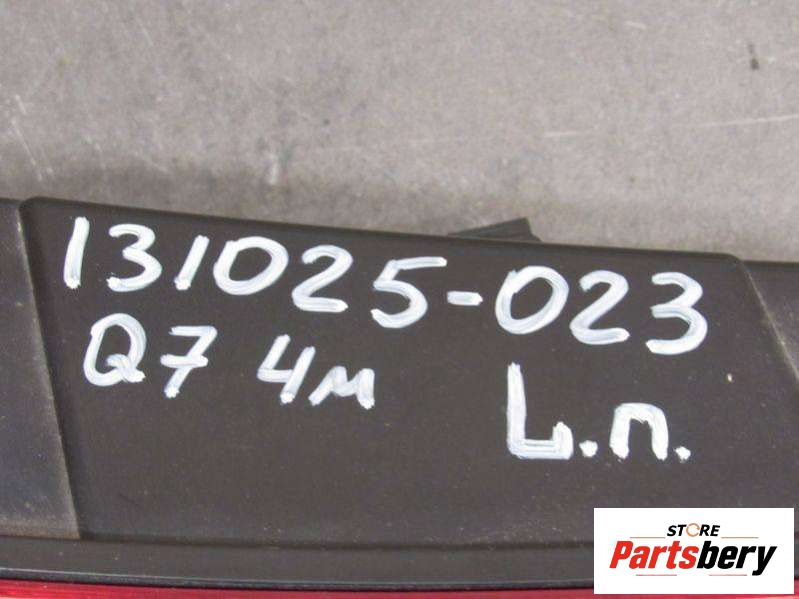 131025-023
Q7 4м
L.п.
STORE
Partsbery